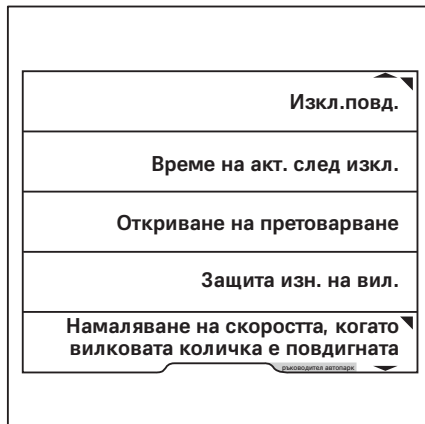 Изкл.повд.
Време на акт. след изкл.
Откриване на претоварване
Защита изн. на вил.
Намаляване на скоростта, когато
вилковата количка е повдигната
ръководител автопарк